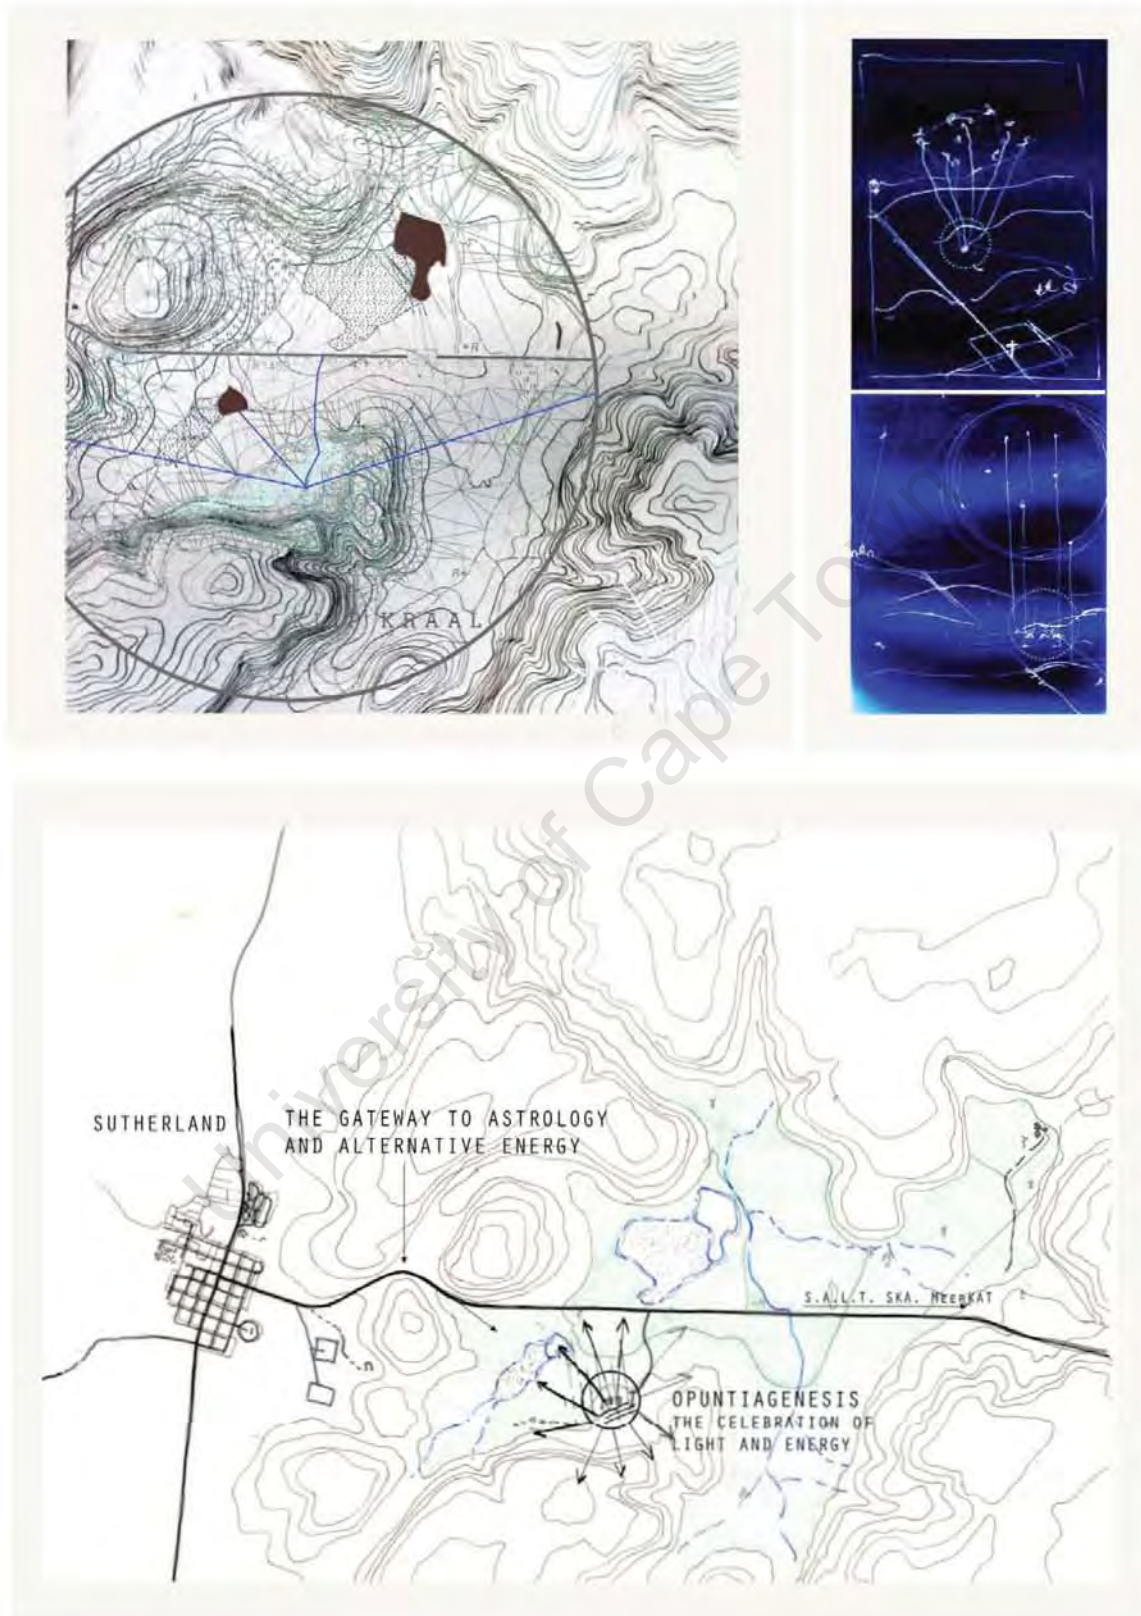 KRAAL
SUTHERLAND
THE GATEWAY TO ASTROLOGY
AND ALTERNATIVE ENERGY
S.A.L.T. SKA. MEERKAT
OPUNTIAGENESIS
THE CELEBRATION OF
LIGHT AND ENERGY
University of Cape Town